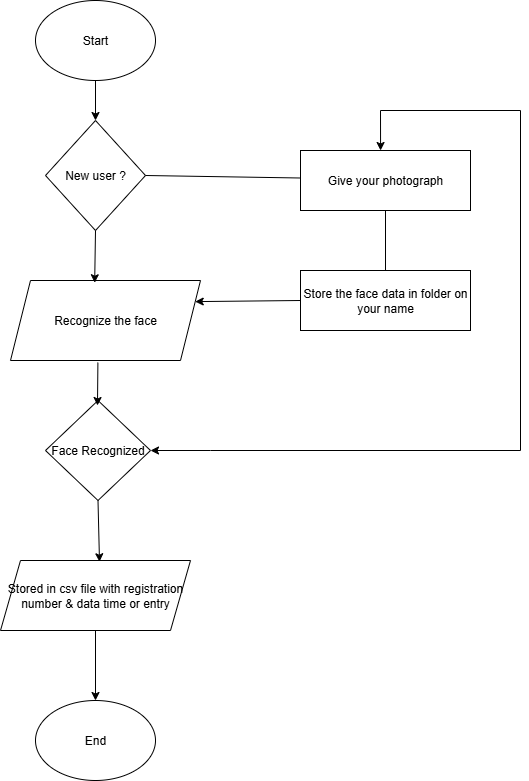 Start
New user ?
Give your photograph
Recognize the face
Store the face data in folder on
your name
Face Recognized
Stored in csv file with registration
number & data time or entry
End